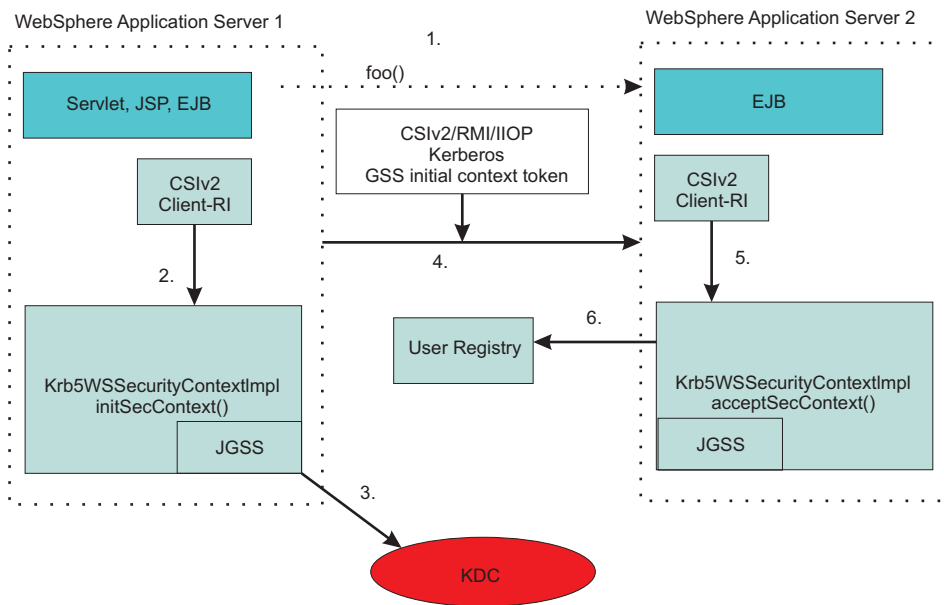 WebSphere Application Server 1
WebSphere Application Server 2
1.
foo()
Servlet, JSP, EJB
EJB
CSIv2/RMI/IIOP
Kerberos
GSS initial context token
CSIv2
Client-RI
CSIv2
Client-RI
2.
4.
5.
6.
User Registry
Krb5WSSecurityContextImpl
initSecContext()
JGSS
Krb5WSSecurityContextImpl
acceptSecContext()
JGSS
3.
KDC